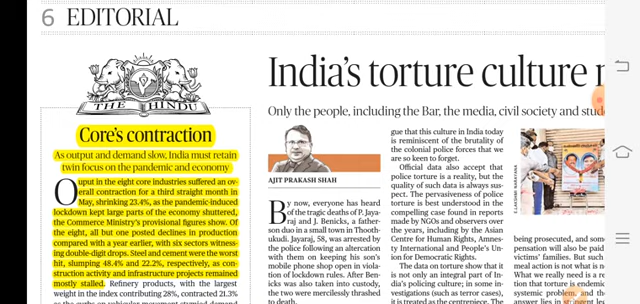 6 EDITORIAL
THE HINDU
Core's contraction
As output and demand slow, India must retain
twin focus on the pandemic and economy
Ouput in the eight core industries suffered an ov-
erall contraction for a third straight month in
May, shrinking 23.4%, as the pandemic-induced
lockdown kept large parts of the economy shuttered,
the Commerce Ministry's provisional figures show. Of
the eight, all but one posted declines in production
compared with a year earlier, with six sectors witness-
ing double-digit drops. Steel and cement were the worst
hit, slumping 48.4% and 22.2%, respectively, as con-
struction activity and infrastructure projects remained
mostly stalled. Refinery products, with the largest
weight in the index contributing 28%, contracted 21.3%
India's torture culture
Only the people, including the Bar, the media, civil society and
AJIT PRAKASH SHAH
By now, everyone has heard
of the tragic deaths of P. Jaya-
raj and J. Benicks, a father-
son duo in a small town in Thooth-
ukudi. Jayaraj, 58, was arrested by
the police following an altercation
with them on keeping his son's
mobile phone shop open in viola-
tion of lockdown rules. After Ben-
icks was also taken into custody,
the two were mercilessly thrashed
to death.
gue that this culture in India today
is reminiscent of the brutality of
the colonial police forces that we
are so keen to forget.
Official data also accept that
police torture is a reality, but the
quality of such data is always sus-
pect. The pervasiveness of police
torture is best understood in the
compelling case found in reports
made by NGOs and observers over
the years, including by the Asian
Centre for Human Rights, Amnes-
ty International and People's Un-
ion for Democratic Rights.
The data on torture show that it
is not only an integral part of In-
dia's policing culture; in some in-
vestigations (such as terror cases),
it is treated as the centrepiece. The
being prosecuted, and
pensation will also be paid
victims' families. But such
meal action is not what is
What we really need is a
tion that torture is
systemic problem, and